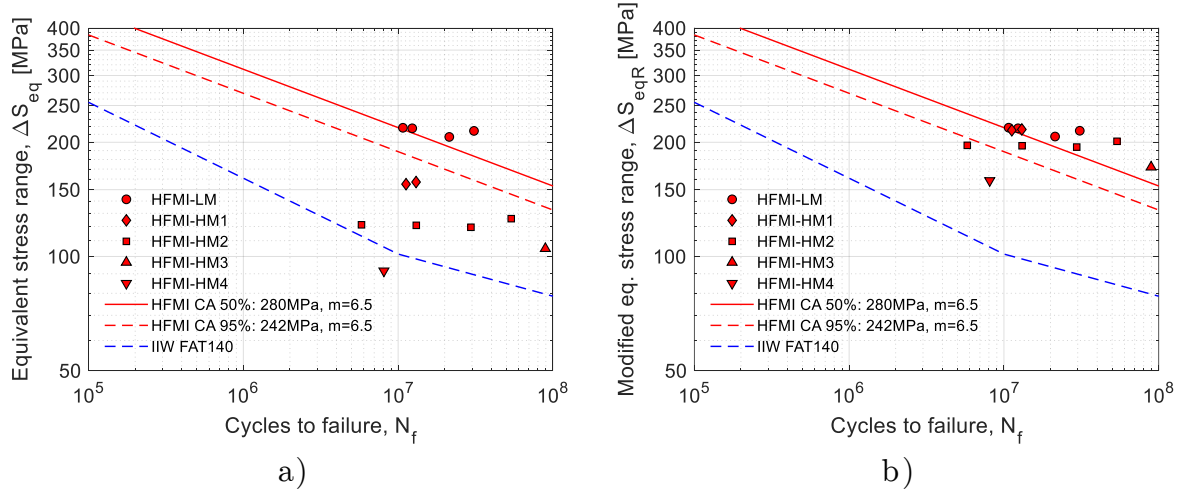 Equivalent stress range, ΔS_eq [MPa]
400
350
300
250
200
150
100
50
HFMI-LM
HFMI-HM1
HFMI-HM2
HFMI-HM3
HFMI-HM4
HFMI CA 50%: 280MPa, m=6.5
HFMI CA 95%: 242MPa, m=6.5
IIW FAT140
10^5 10^6 10^7 10^8
Cycles to failure, N_f
a)
Modified eq. stress range, ΔS_eqR [MPa]
400
350
300
250
200
150
100
50
HFMI-LM
HFMI-HM1
HFMI-HM2
HFMI-HM3
HFMI-HM4
HFMI CA 50%: 280MPa, m=6.5
HFMI CA 95%: 242MPa, m=6.5
IIW FAT140
10^5 10^6 10^7 10^8
Cycles to failure, N_f
b)